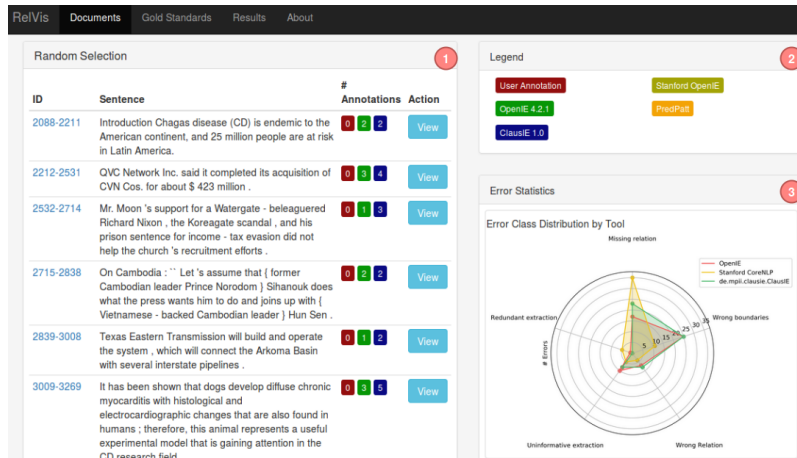 RelVis Documents Gold Standards Results About
Random Selection 1
ID Sentence # Annotations Action
2088-2211 Introduction Chagas disease (CD) is endemic to the 0 2 2 View
American continent, and 25 million people are at risk
in Latin America.
2212-2531 QVC Network Inc. said it completed its acquisition of 0 3 4 View
CVN Cos. for about $ 423 million .
2532-2714 Mr. Moon 's support for a Watergate - beleaguered 0 1 3 View
Richard Nixon , the Koreagate scandal , and his
prison sentence for income - tax evasion did not
help the church 's recruitment efforts .
2715-2838 On Cambodia : `` Let 's assume that { former 0 2 2 View
Cambodian leader Prince Norodom } Sihanouk does
what the press wants him to do and joins up with {
Vietnamese - backed Cambodian leader } Hun Sen .
2839-3008 Texas Eastern Transmission will build and operate 0 1 2 View
the system , which will connect the Arkoma Basin
with several interstate pipelines .
3009-3269 It has been shown that dogs develop diffuse chronic 0 3 5 View
myocarditis with histological and
electrocardiographic changes that are also found in
humans ; therefore, this animal represents a useful
experimental model that is gaining attention in the
CD research field
Legend 2
User Annotation Stanford OpenIE
OpenIE 4.2.1 PredPatt
ClausIE 1.0
Error Statistics 3
Error Class Distribution by Tool
Missing relation
OpenIE
Stanford CoreNLP
de.mpii.clausie.ClausIE
Redundant extraction
Wrong boundaries
5 10 15 20 25 30 35
# Errors
Uninformative extraction
Wrong Relation